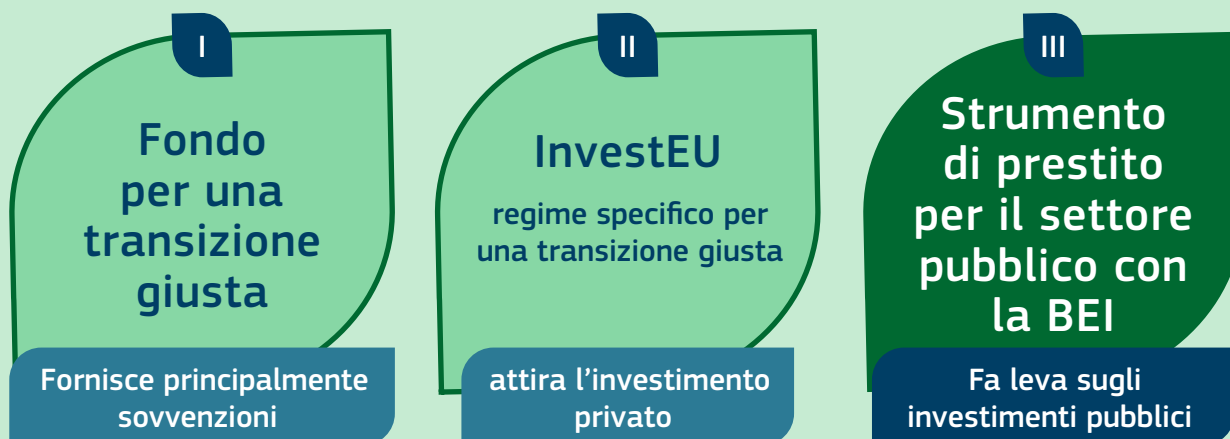 I
Fondo
per una
transizione
giusta
Fornisce principalmente
sovvenzioni
II
InvestEU
regime specifico per
una transizione giusta
attira l’investimento
privato
III
Strumento
di prestito
per il settore
pubblico con
la BEI
Fa leva sugli
investimenti pubblici